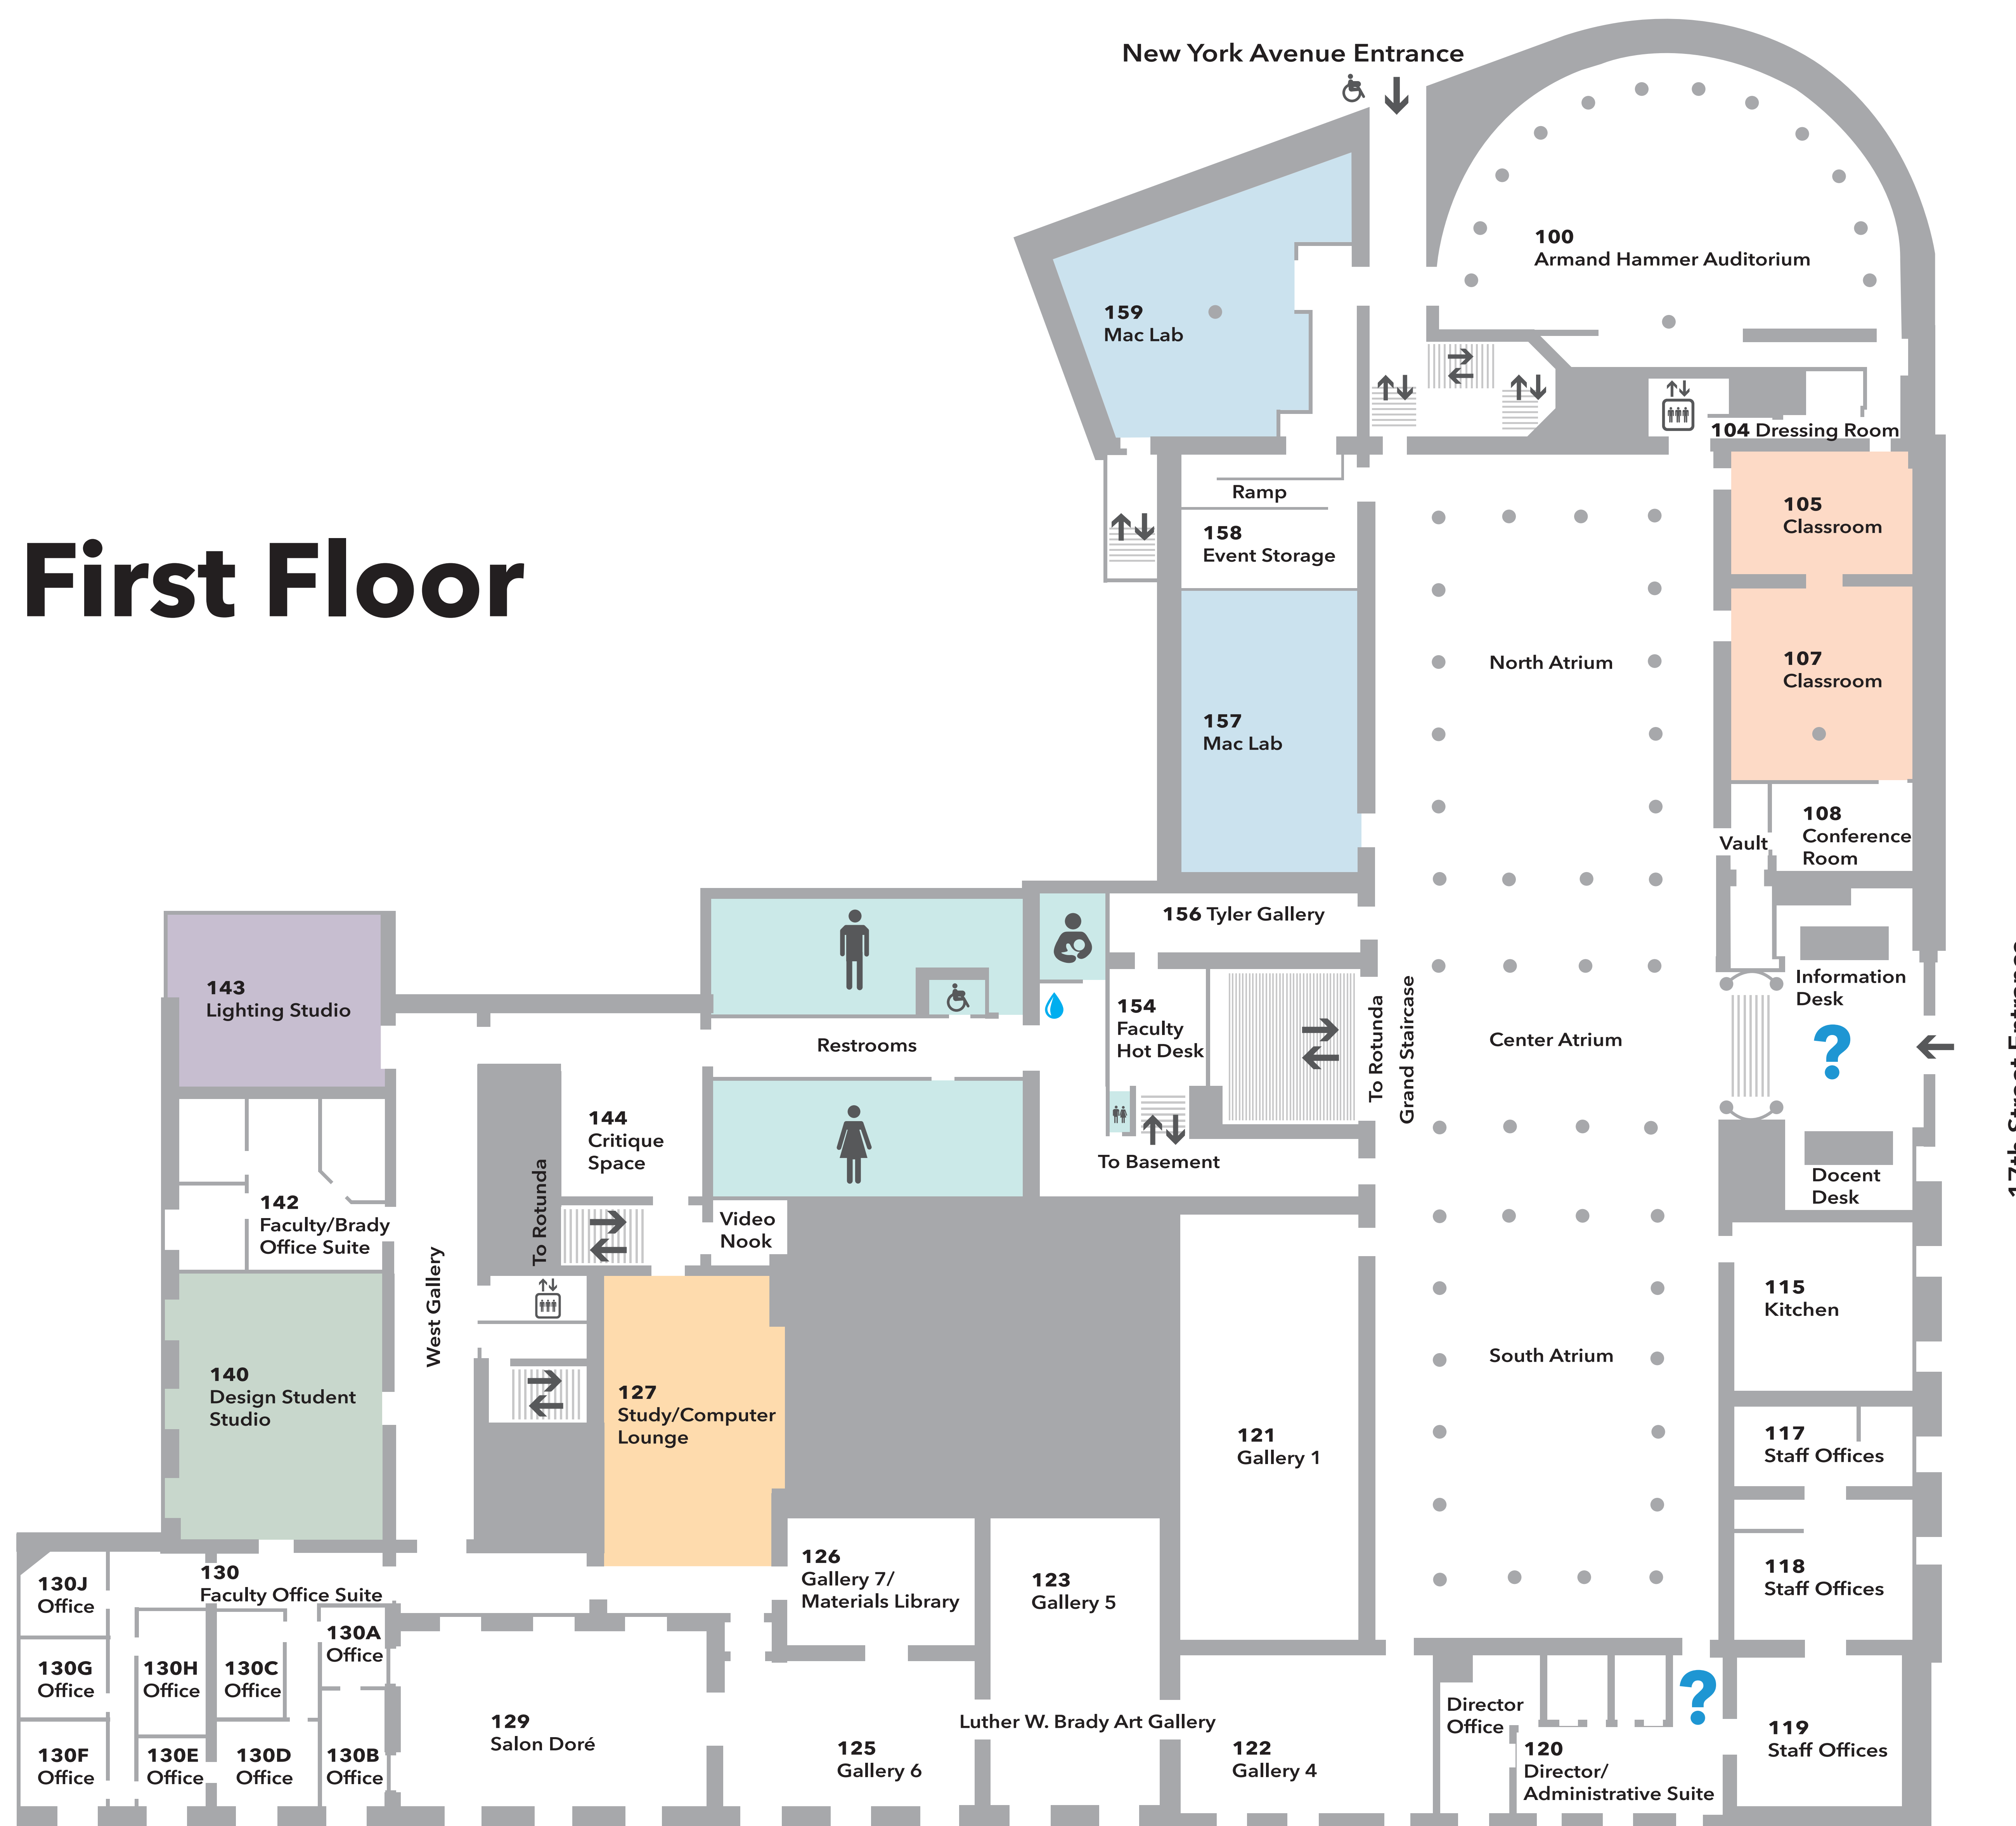 New York Avenue Entrance
100
Armand Hammer Auditorium
159
Mac Lab
104 Dressing Room
Ramp
105
Classroom
158
Event Storage
First Floor
North Atrium
107
Classroom
157
Mac Lab
108
Conference
Room
Vault
156 Tyler Gallery
143
Lighting Studio
Information
Desk
154
Faculty
Hot Desk
To Rotunda
Grand Staircase
Center Atrium
17th Street Entrance
Restrooms
144
Critique
Space
To Rotunda
To Basement
Docent
Desk
142
Faculty/Brady
Office Suite
Video
Nook
West Gallery
115
Kitchen
South Atrium
140
Design Student
Studio
127
Study/Computer
Lounge
121
Gallery 1
117
Staff Offices
126
Gallery 7/
Materials Library
123
Gallery 5
118
Staff Offices
130
Faculty Office Suite
130J
Office
130A
Office
130G
Office
130H
Office
130C
Office
129
Salon Doré
Luther W. Brady Art Gallery
Director
Office
130F
Office
130E
Office
130D
Office
130B
Office
125
Gallery 6
122
Gallery 4
120
Director/
Administrative Suite
119
Staff Offices